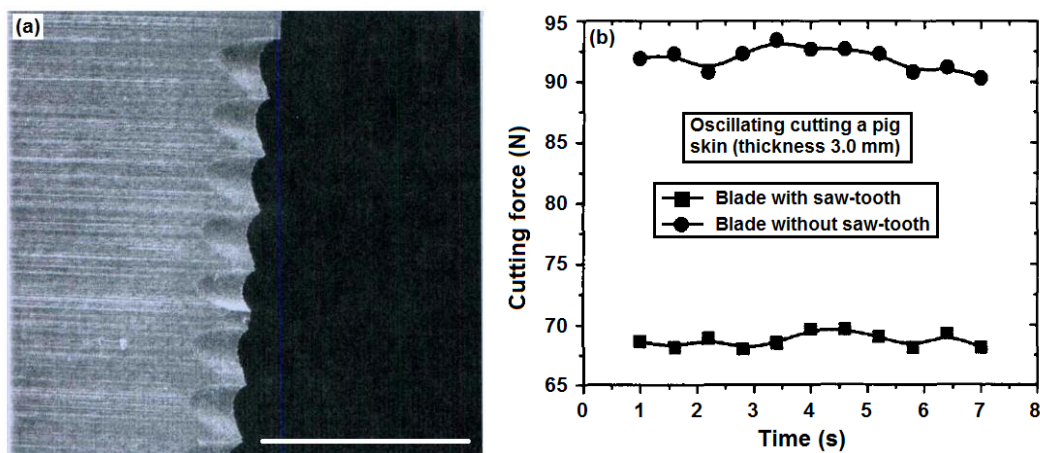 (a)
(b)
95
90
85
80
75
70
65
Cutting force (N)
Oscillating cutting a pig
skin (thickness 3.0 mm)
Blade with saw-tooth
Blade without saw-tooth
0 1 2 3 4 5 6 7 8
Time (s)